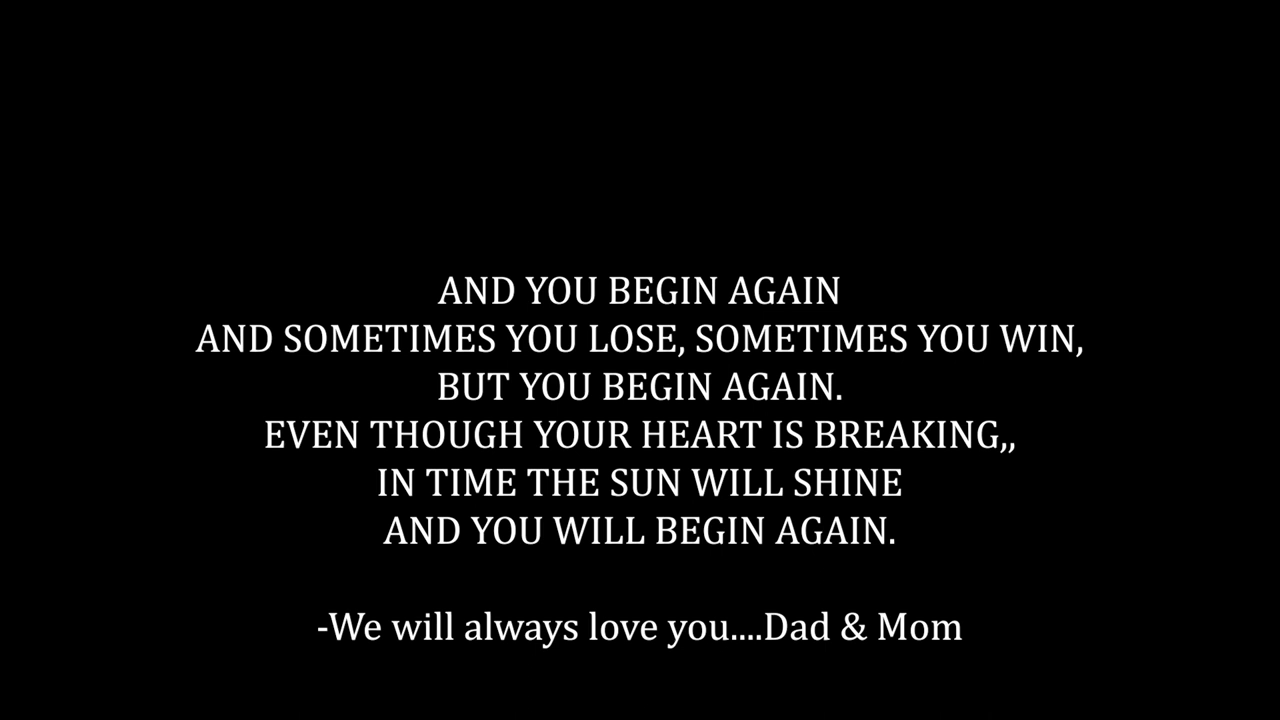 AND YOU BEGIN AGAIN
AND SOMETIMES YOU LOSE, SOMETIMES YOU WIN,
BUT YOU BEGIN AGAIN.
EVEN THOUGH YOUR HEART IS BREAKING,,
IN TIME THE SUN WILL SHINE
AND YOU WILL BEGIN AGAIN.
-We will always love you....Dad & Mom